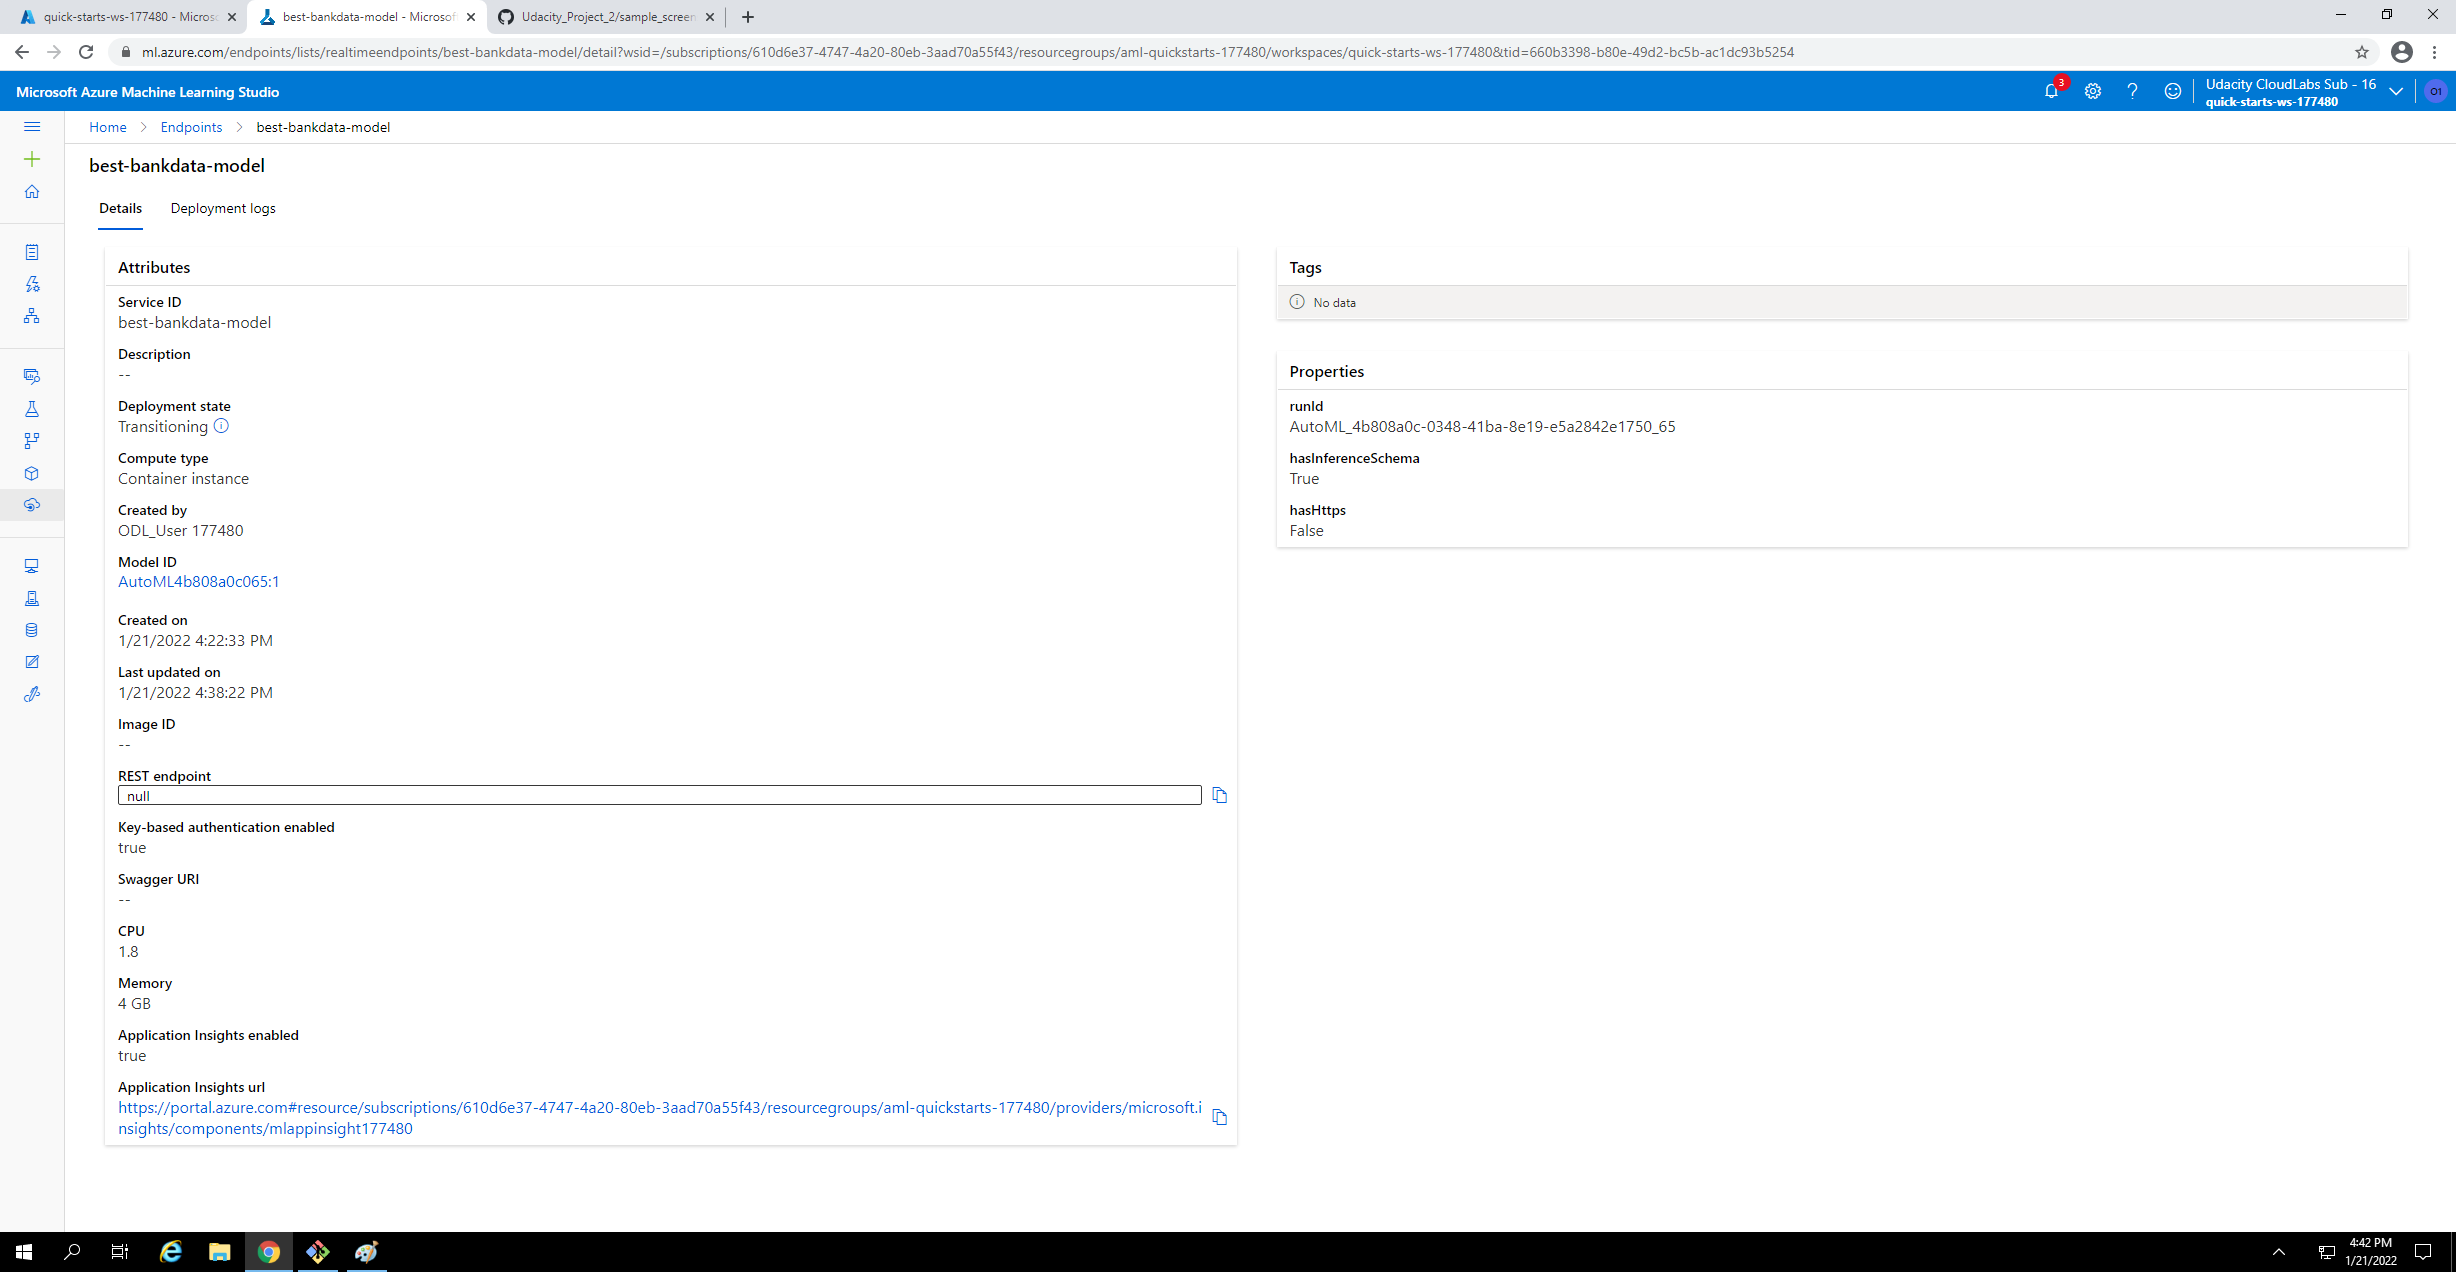 quick-starts-ws-177480 - Micros
best-bankdata-model - Microsof
Udacity_Project_2/sample_screen
ml.azure.com/endpoints/lists/realtimeendpoints/best-bankdata-model/detail?wsid=/subscriptions/610d6e37-4747-4a20-80eb-3aad70a55f43/resourcegroups/aml-quickstarts-177480/workspaces/quick-starts-ws-177480&tid=660b3398-b80e-49d2-bc5b-ac1dc93b5254
Microsoft Azure Machine Learning Studio
3
Udacity CloudLabs Sub - 16
quick-starts-ws-177480
O1
Home > Endpoints > best-bankdata-model
best-bankdata-model
Details
Deployment logs
Attributes
Service ID
best-bankdata-model
Description
--
Deployment state
Transitioning
Compute type
Container instance
Created by
ODL_User 177480
Model ID
AutoML4b808a0c065:1
Created on
1/21/2022 4:22:33 PM
Last updated on
1/21/2022 4:38:22 PM
Image ID
--
REST endpoint
null
Key-based authentication enabled
true
Swagger URI
--
CPU
1.8
Memory
4 GB
Application Insights enabled
true
Application Insights url
https://portal.azure.com#resource/subscriptions/610d6e37-4747-4a20-80eb-3aad70a55f43/resourcegroups/aml-quickstarts-177480/providers/microsoft.i
nsights/components/mlappinsight177480
Tags
No data
Properties
runId
AutoML_4b808a0c-0348-41ba-8e19-e5a2842e1750_65
hasInferenceSchema
True
hasHttps
False
4:42 PM
1/21/2022